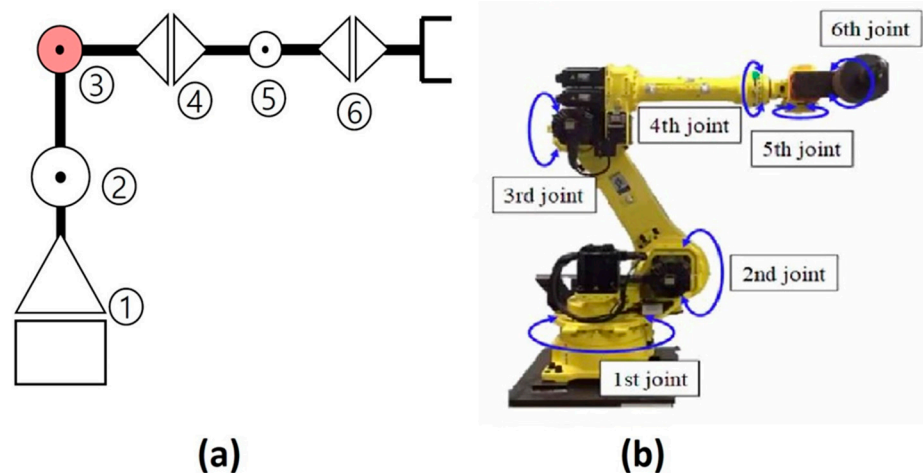 ③
④
⑤
⑥
②
①
6th joint
4th joint
5th joint
3rd joint
2nd joint
1st joint
(a)
(b)